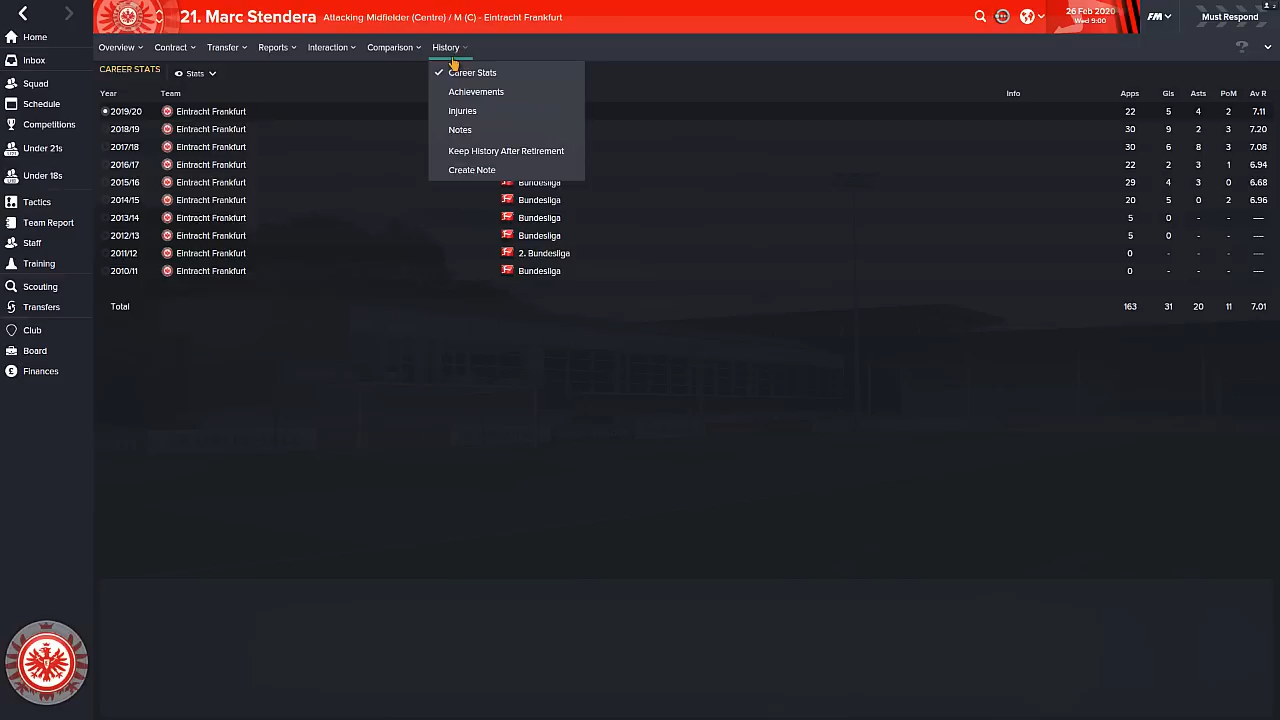 21. Marc Stendera Attacking Midfielder (Centre) / M (C) - Eintracht Frankfurt
26 Feb 2020
Wed 9:00
FM
Must Respond
Home
Inbox
Squad
Schedule
Competitions
Under 21s
Under 18s
Tactics
Team Report
Staff
Training
Scouting
Transfers
Club
Board
Finances
Overview Contract Transfer Reports Interaction Comparison History
CAREER STATS Stats
Career Stats
Achievements
Injuries
Notes
Keep History After Retirement
Create Note
Year Team Info Apps Gls Asts PoM Av R
2019/20 Eintracht Frankfurt 22 5 4 2 7.11
2018/19 Eintracht Frankfurt 30 9 2 3 7.20
2017/18 Eintracht Frankfurt 30 6 8 3 7.08
2016/17 Eintracht Frankfurt 22 2 3 1 6.94
2015/16 Eintracht Frankfurt Bundesliga 29 4 3 0 6.68
2014/15 Eintracht Frankfurt Bundesliga 20 5 0 2 6.96
2013/14 Eintracht Frankfurt Bundesliga 5 0 - - ---
2012/13 Eintracht Frankfurt Bundesliga 5 0 - - ---
2011/12 Eintracht Frankfurt 2. Bundesliga 0 - - - ---
2010/11 Eintracht Frankfurt Bundesliga 0 - - - ---
Total 163 31 20 11 7.01